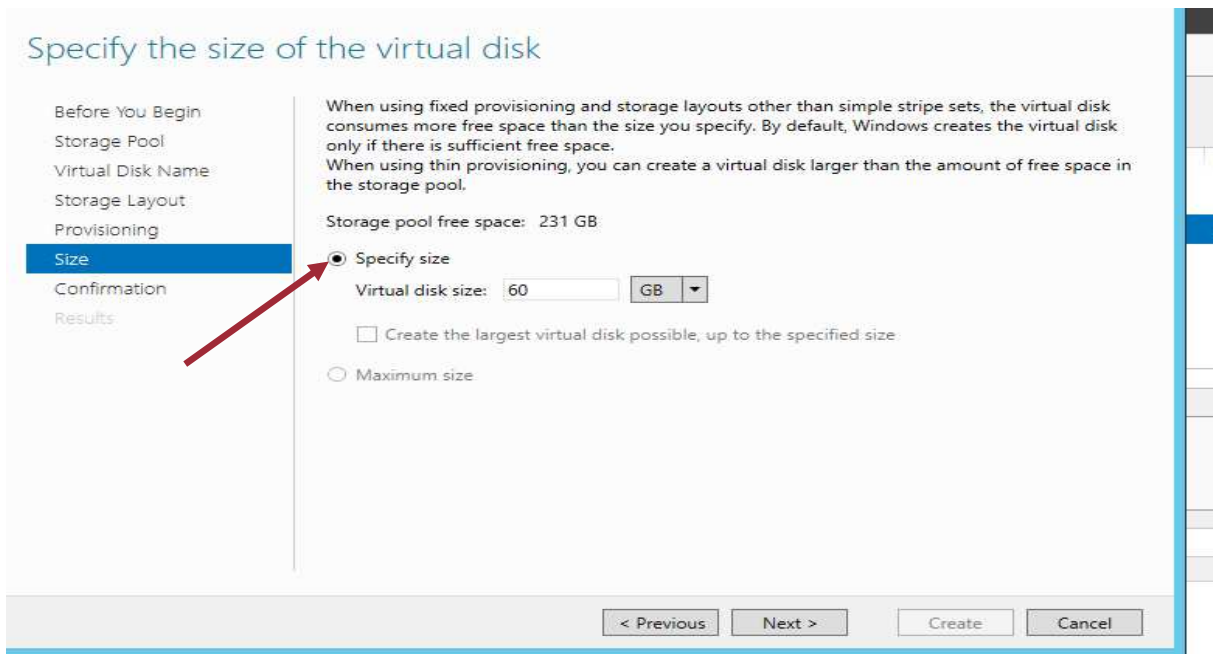 Specify the size of the virtual disk
Before You Begin
Storage Pool
Virtual Disk Name
Storage Layout
Provisioning
Size
Confirmation
Results
When using fixed provisioning and storage layouts other than simple stripe sets, the virtual disk
consumes more free space than the size you specify. By default, Windows creates the virtual disk
only if there is sufficient free space.
When using thin provisioning, you can create a virtual disk larger than the amount of free space in
the storage pool.
Storage pool free space: 231 GB
Specify size
Virtual disk size: 60 GB
Create the largest virtual disk possible, up to the specified size
Maximum size
< Previous Next > Create Cancel